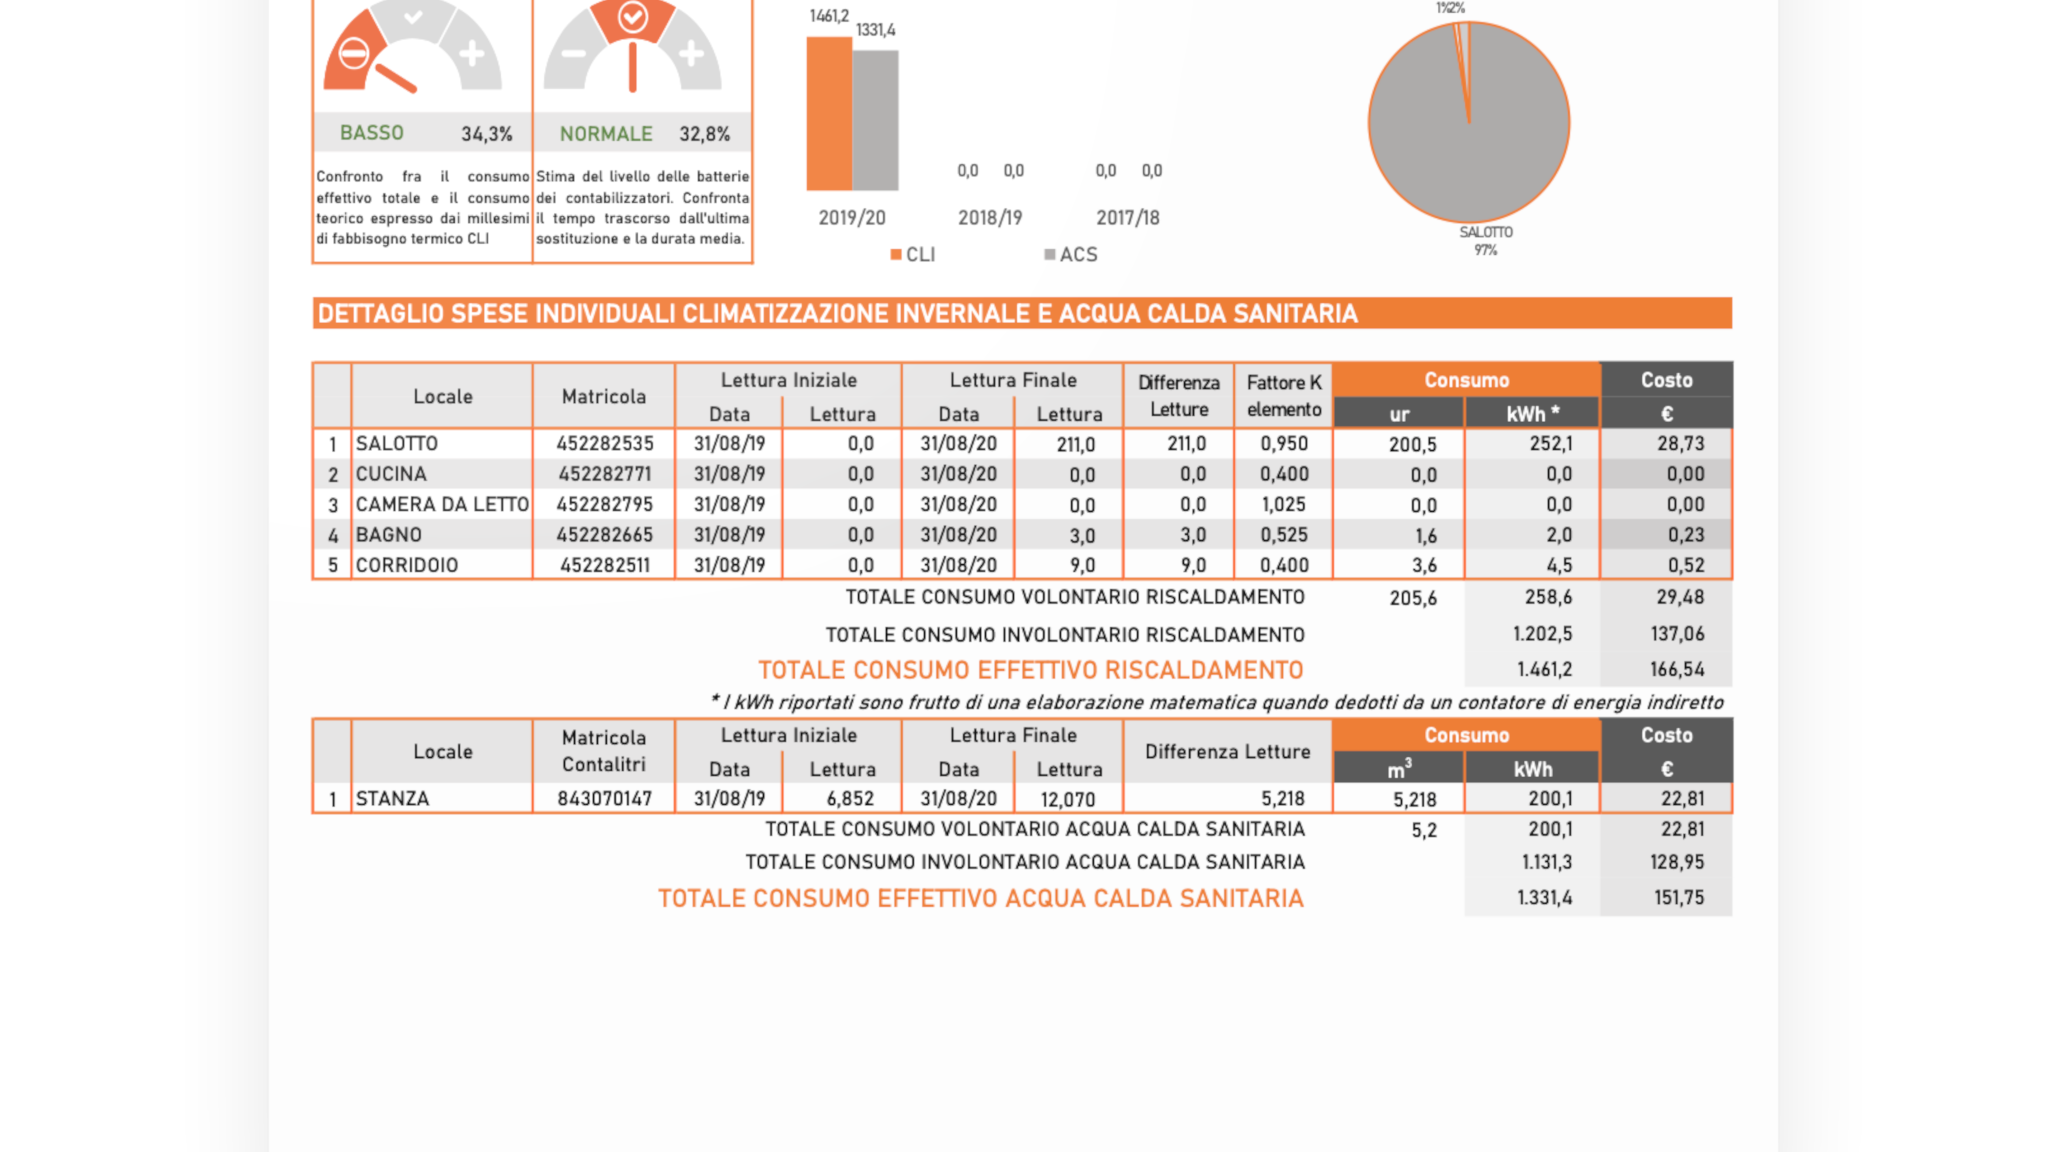 1%2%
1461,2
1331,4
BASSO 34,3% NORMALE 32,8%
0,0 0,0 0,0 0,0
Confronto fra il consumo
effettivo totale e il consumo
teorico espresso dai millesimi
di fabbisogno termico CLI
Stima del livello delle batterie
dei contabilizzatori. Confronta
il tempo trascorso dall'ultima
sostituzione e la durata media.
2019/20 2018/19 2017/18
CLI ACS
SALOTTO
97%
DETTAGLIO SPESE INDIVIDUALI CLIMATIZZAZIONE INVERNALE E ACQUA CALDA SANITARIA
Locale Matricola Lettura Iniziale Lettura Finale Differenza Letture Fattore K elemento Consumo Costo
Data Lettura Data Lettura ur kWh * €
1 SALOTTO 452282535 31/08/19 0,0 31/08/20 211,0 211,0 0,950 200,5 252,1 28,73
2 CUCINA 452282771 31/08/19 0,0 31/08/20 0,0 0,0 0,400 0,0 0,0 0,00
3 CAMERA DA LETTO 452282795 31/08/19 0,0 31/08/20 0,0 0,0 1,025 0,0 0,0 0,00
4 BAGNO 452282665 31/08/19 0,0 31/08/20 3,0 3,0 0,525 1,6 2,0 0,23
5 CORRIDOIO 452282511 31/08/19 0,0 31/08/20 9,0 9,0 0,400 3,6 4,5 0,52
TOTALE CONSUMO VOLONTARIO RISCALDAMENTO 205,6 258,6 29,48
TOTALE CONSUMO INVOLONTARIO RISCALDAMENTO 1.202,5 137,06
TOTALE CONSUMO EFFETTIVO RISCALDAMENTO 1.461,2 166,54
* I kWh riportati sono frutto di una elaborazione matematica quando dedotti da un contatore di energia indiretto
Locale Matricola Contalitri Lettura Iniziale Lettura Finale Differenza Letture Consumo Costo
Data Lettura Data Lettura m³ kWh €
1 STANZA 843070147 31/08/19 6,852 31/08/20 12,070 5,218 5,218 200,1 22,81
TOTALE CONSUMO VOLONTARIO ACQUA CALDA SANITARIA 5,2 200,1 22,81
TOTALE CONSUMO INVOLONTARIO ACQUA CALDA SANITARIA 1.131,3 128,95
TOTALE CONSUMO EFFETTIVO ACQUA CALDA SANITARIA 1.331,4 151,75